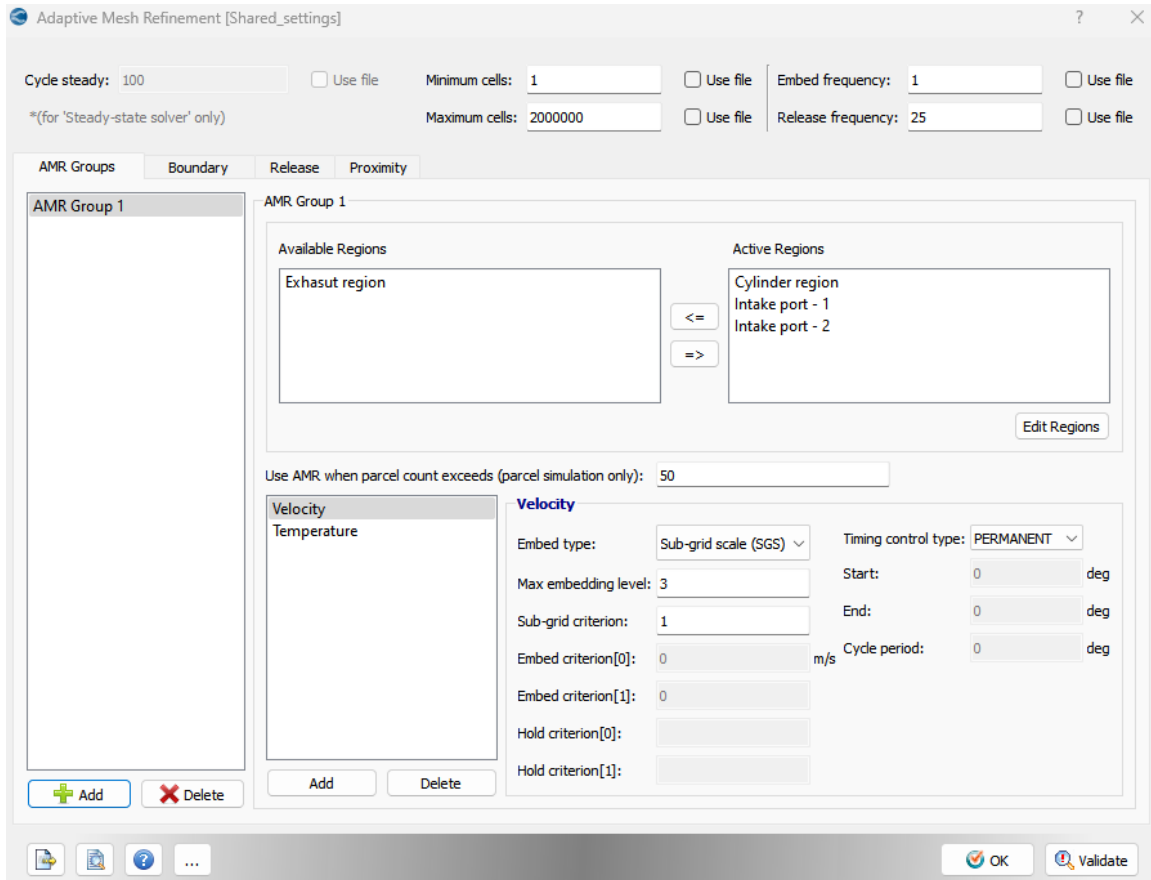 Adaptive Mesh Refinement [Shared_settings]
?
Cycle steady: 100 Use file Minimum cells: 1 Use file Embed frequency: 1 Use file
*(for 'Steady-state solver' only) Maximum cells: 2000000 Use file Release frequency: 25 Use file
AMR Groups Boundary Release Proximity
AMR Group 1
AMR Group 1
Available Regions Active Regions
Exhasut region
Cylinder region
Intake port - 1
Intake port - 2
<=
=>
Edit Regions
Use AMR when parcel count exceeds (parcel simulation only): 50
Velocity
Temperature
Velocity
Embed type: Sub-grid scale (SGS) Timing control type: PERMANENT
Max embedding level: 3 Start: 0 deg
Sub-grid criterion: 1 End: 0 deg
Embed criterion[0]: 0 m/s Cycle period: 0 deg
Embed criterion[1]: 0
Hold criterion[0]:
Hold criterion[1]:
Add Delete
Add Delete
... OK Validate